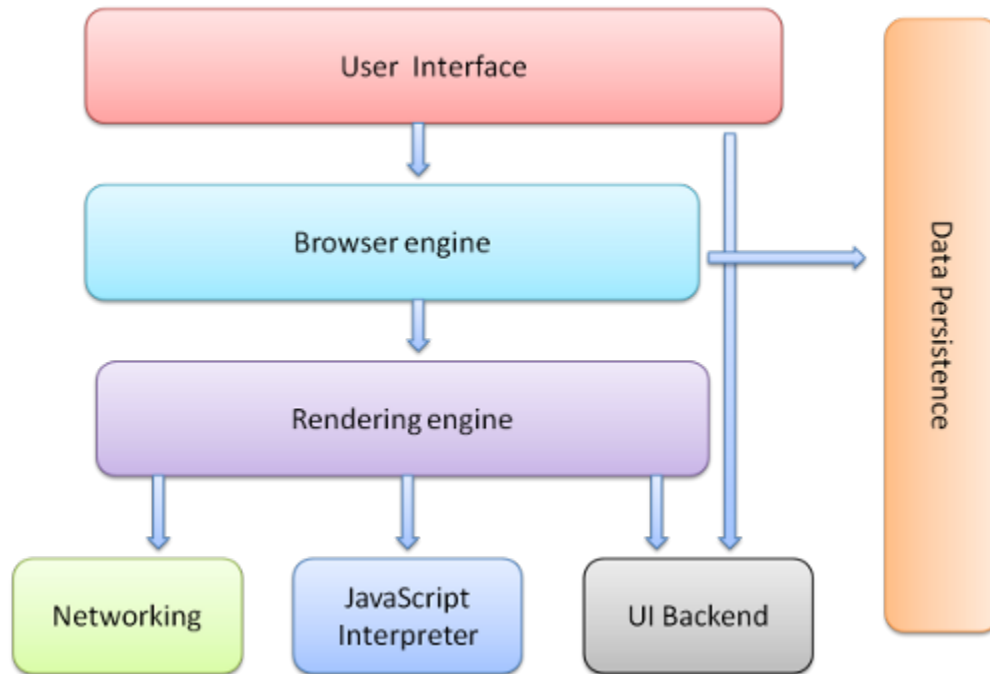 User Interface
Browser engine
Data Persistence
Rendering engine
Networking
JavaScript
Interpreter
UI Backend